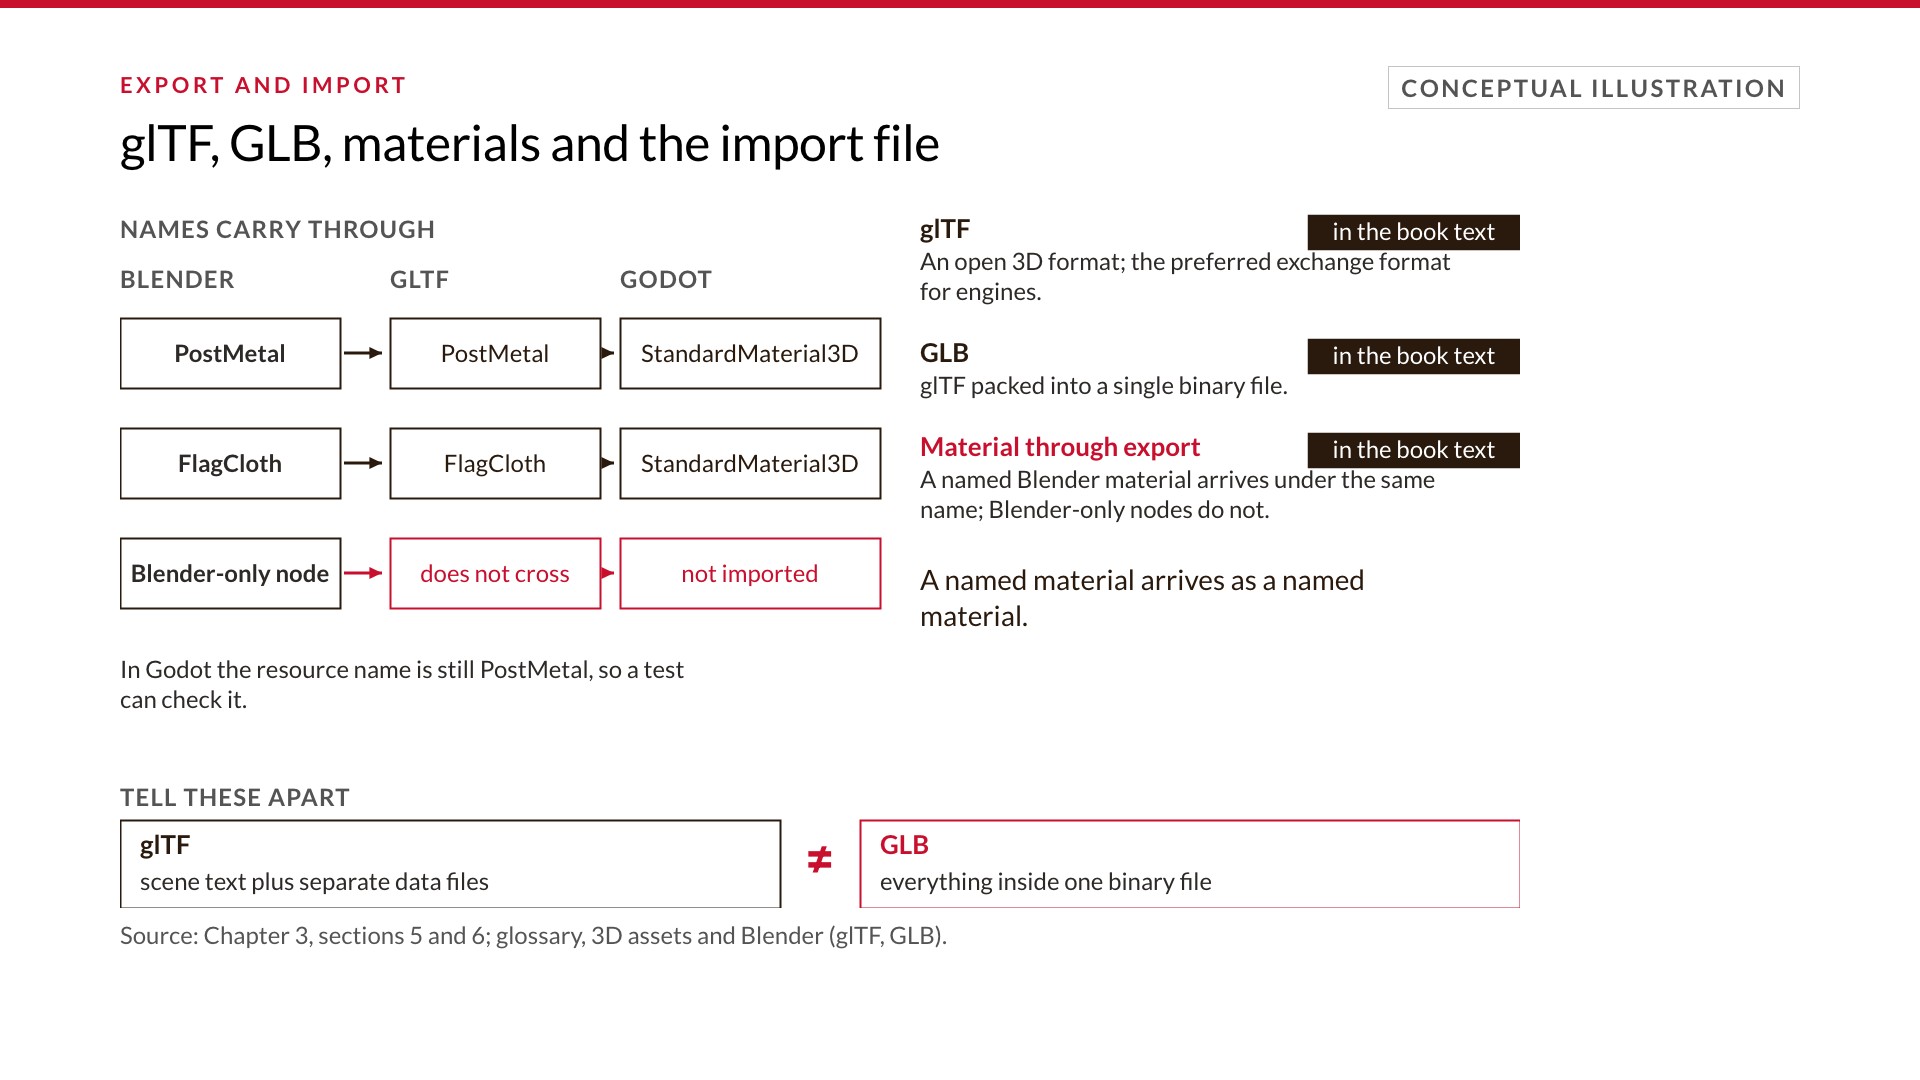 EXPORT AND IMPORT
CONCEPTUAL ILLUSTRATION
glTF, GLB, materials and the import file
NAMES CARRY THROUGH
BLENDER
GLTF
GODOT
PostMetal
PostMetal
StandardMaterial3D
FlagCloth
FlagCloth
StandardMaterial3D
Blender-only node
does not cross
not imported
In Godot the resource name is still PostMetal, so a test
can check it.
glTF
in the book text
An open 3D format; the preferred exchange format
for engines.
GLB
in the book text
glTF packed into a single binary file.
Material through export
in the book text
A named Blender material arrives under the same
name; Blender-only nodes do not.
A named material arrives as a named
material.
TELL THESE APART
glTF
scene text plus separate data files
≠
GLB
everything inside one binary file
Source: Chapter 3, sections 5 and 6; glossary, 3D assets and Blender (glTF, GLB).